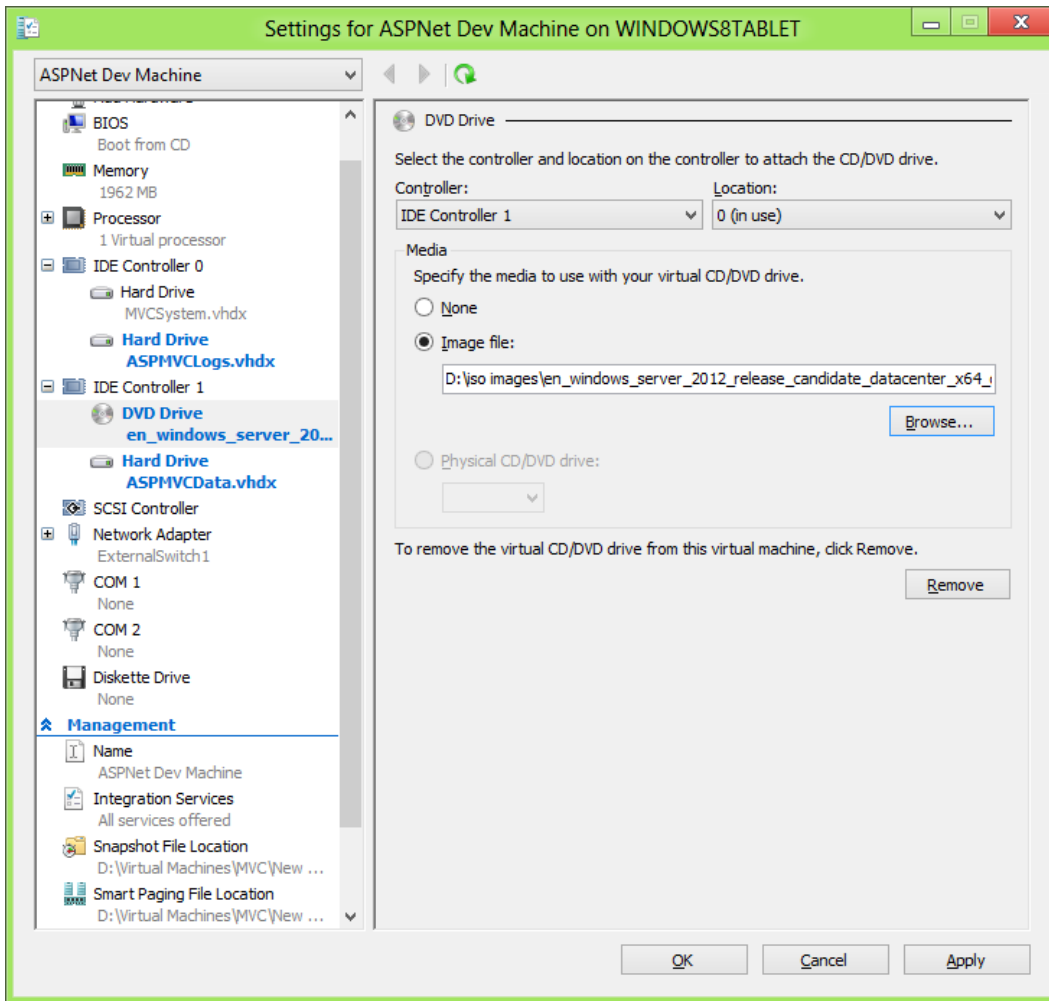 Settings for ASPNet Dev Machine on WINDOWS8TABLET
ASPNet Dev Machine
BIOS
Boot from CD
Memory
1962 MB
Processor
1 Virtual processor
IDE Controller 0
Hard Drive
MVCSystem.vhdx
Hard Drive
ASPMVCLogs.vhdx
IDE Controller 1
DVD Drive
en_windows_server_20...
Hard Drive
ASPMVCData.vhdx
SCSI Controller
Network Adapter
ExternalSwitch1
COM 1
None
COM 2
None
Diskette Drive
None
Management
Name
ASPNet Dev Machine
Integration Services
All services offered
Snapshot File Location
D:\Virtual Machines\MVC\New ...
Smart Paging File Location
D:\Virtual Machines\MVC\New ...
DVD Drive
Select the controller and location on the controller to attach the CD/DVD drive.
Controller: Location:
IDE Controller 1 0 (in use)
Media
Specify the media to use with your virtual CD/DVD drive.
None
Image file:
D:\iso images\en_windows_server_2012_release_candidate_datacenter_x64_
Browse...
Physical CD/DVD drive:
To remove the virtual CD/DVD drive from this virtual machine, click Remove.
Remove
OK Cancel Apply